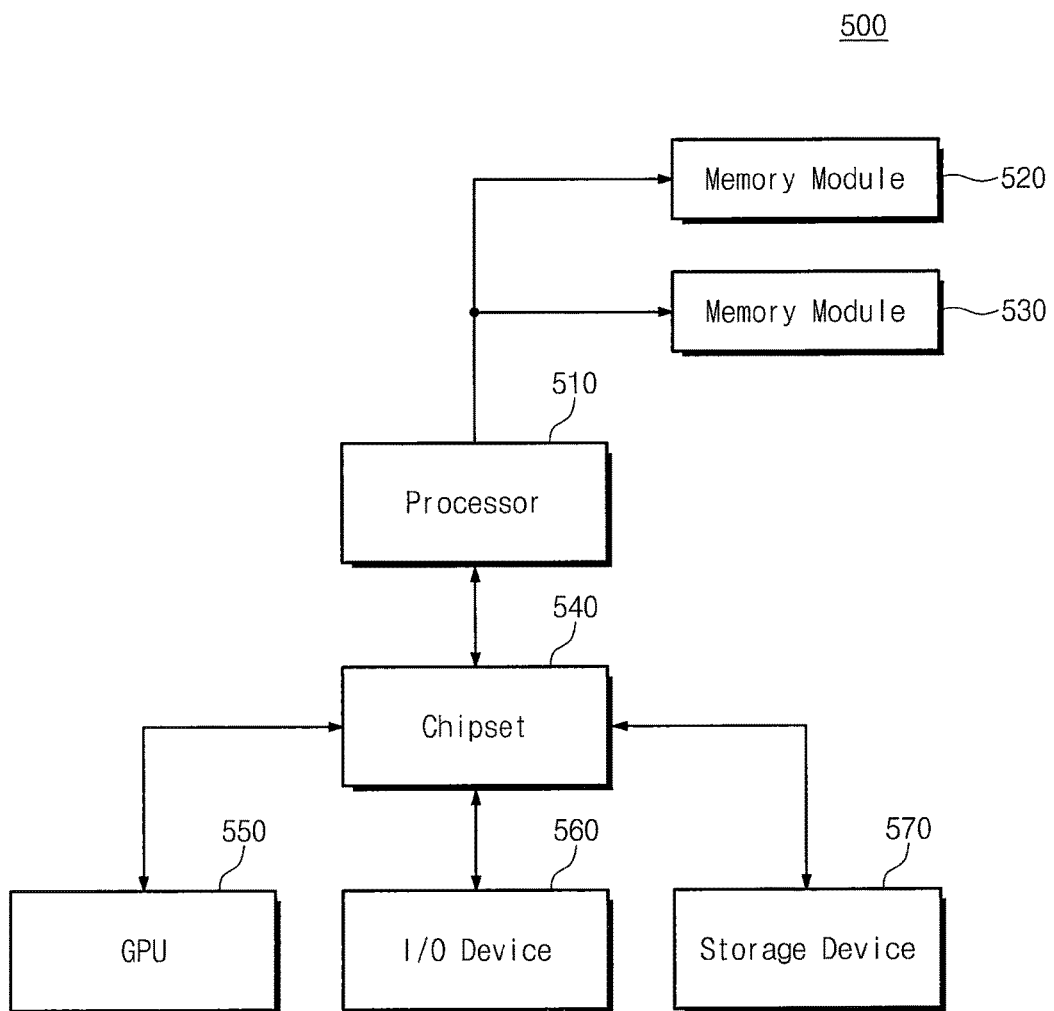 500
Memory Module
520
Memory Module
530
510
Processor
540
Chipset
550
560
570
GPU
I/O Device
Storage Device